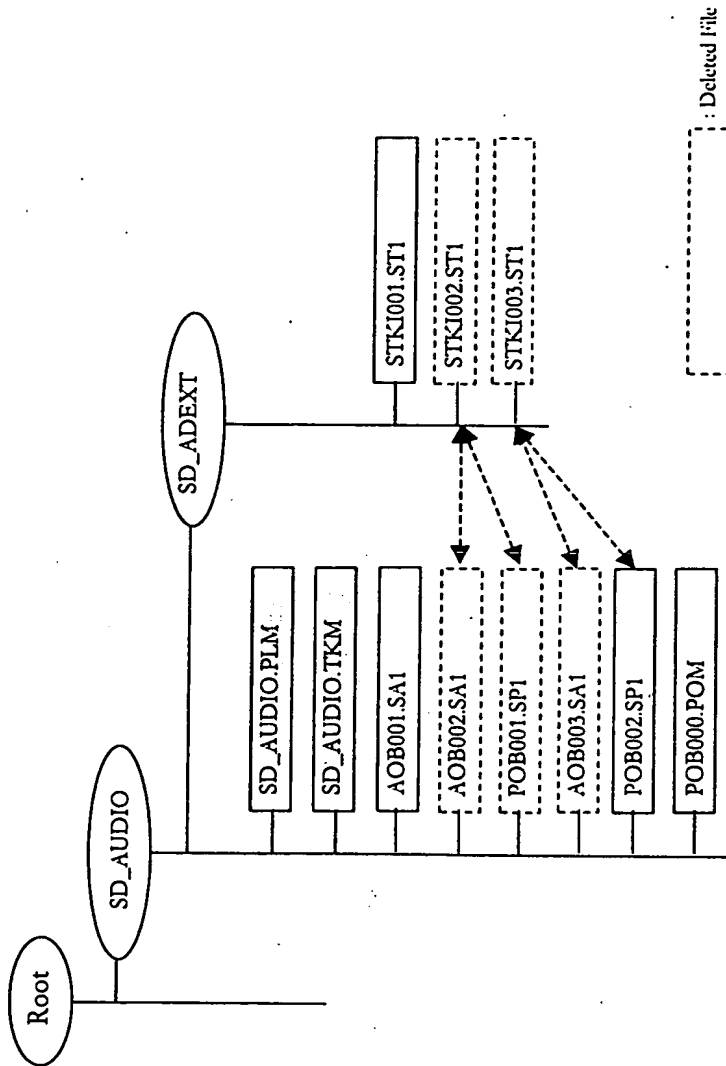 Root
SD_AUDIO
SD_ADEXT
SD_AUDIO.PLM
SD_AUDIO.TKM
AOB001.SA1
AOB002.SA1
POB001.SP1
AOB003.SA1
POB002.SP1
POB000.POM
STKI001.ST1
STKI002.ST1
STKI003.ST1
: Deleted File